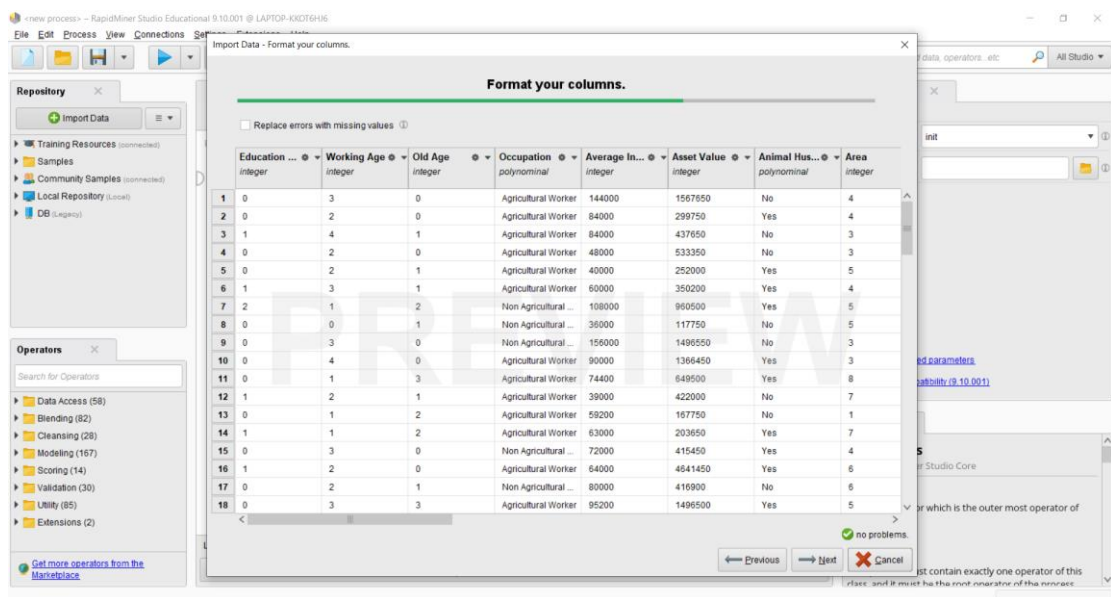 <new process> – RapidMiner Studio Educational 9.10.001 @ LAPTOP-KKOT6HJ6
File Edit Process View Connections
Import Data - Format your columns.
data, operators...etc
All Studio
Repository
Format your columns.
Import Data
Replace errors with missing values
init
Training Resources (connected)
Samples
Community Samples (connected)
Local Repository (Local)
DB (Legacy)
Education ... Working Age Old Age Occupation Average In... Asset Value Animal Hus... Area
integer integer integer polynominal integer integer polynominal integer
1 0 3 0 Agricultural Worker 144000 1567650 No 4
2 0 2 0 Agricultural Worker 84000 299750 Yes 4
3 1 4 1 Agricultural Worker 84000 437650 No 3
4 0 2 0 Agricultural Worker 48000 533350 No 3
5 0 2 1 Agricultural Worker 40000 252000 Yes 5
6 1 3 1 Agricultural Worker 60000 350200 Yes 4
7 2 1 2 Non Agricultural ... 108000 960500 Yes 5
8 0 0 1 Non Agricultural ... 36000 117750 No 5
9 0 3 0 Non Agricultural ... 156000 1496550 No 3
10 0 4 0 Agricultural Worker 90000 1366450 Yes 3
11 0 1 3 Agricultural Worker 74400 649500 Yes 8
12 1 2 1 Agricultural Worker 39000 422000 No 7
13 0 1 2 Agricultural Worker 59200 167750 No 1
14 1 1 2 Agricultural Worker 63000 203650 Yes 7
15 0 3 0 Non Agricultural ... 72000 415450 Yes 4
16 1 2 0 Agricultural Worker 64000 4641450 Yes 6
17 0 2 1 Non Agricultural ... 80000 416900 No 6
18 0 3 3 Agricultural Worker 95200 1496500 Yes 5
PREVIEW
no problems.
Previous Next Cancel
Operators
Search for Operators
Data Access (58)
Blending (82)
Cleansing (28)
Modeling (167)
Scoring (14)
Validation (30)
Utility (85)
Extensions (2)
Get more operators from the
Marketplace
ed parameters
patibility (9.10.001)
s
er Studio Core
or which is the outer most operator of
ist contain exactly one operator of this
class, and it must be the root operator of the process